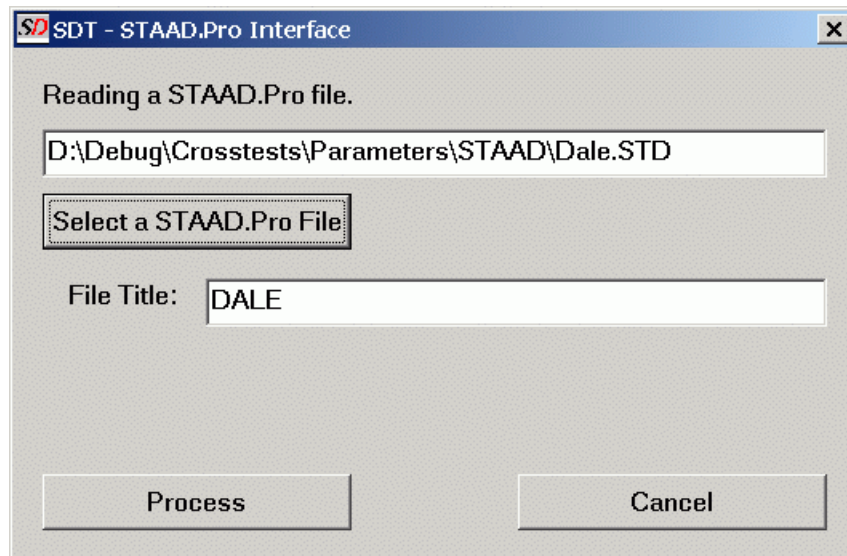 SD SDT - STAAD.Pro Interface
Reading a STAAD.Pro file.
D:\Debug\Crosstests\Parameters\STAAD\Dale.STD
Select a STAAD.Pro File
File Title: DALE
Process Cancel